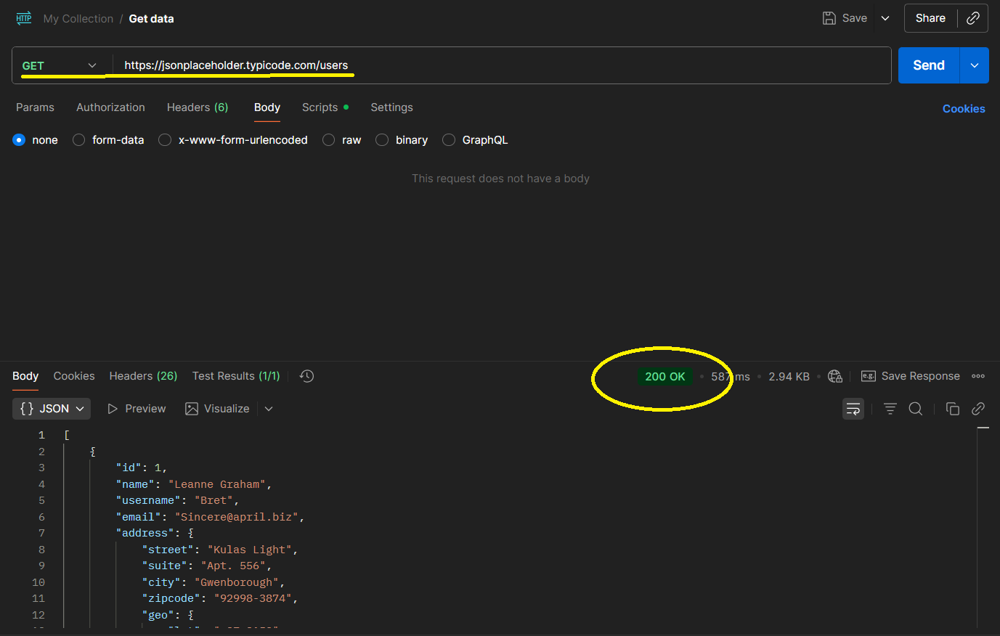 HTTP My Collection / Get data Save Share
GET https://jsonplaceholder.typicode.com/users Send
Params Authorization Headers (6) Body Scripts Settings Cookies
none form-data x-www-form-urlencoded raw binary GraphQL
This request does not have a body
Body Cookies Headers (26) Test Results (1/1) 200 OK 587 ms 2.94 KB e.g. Save Response
{ } JSON Preview Visualize
1 [
2 {
3 "id": 1,
4 "name": "Leanne Graham",
5 "username": "Bret",
6 "email": "Sincere@april.biz",
7 "address": {
8 "street": "Kulas Light",
9 "suite": "Apt. 556",
10 "city": "Gwenborough",
11 "zipcode": "92998-3874",
12 "geo": {